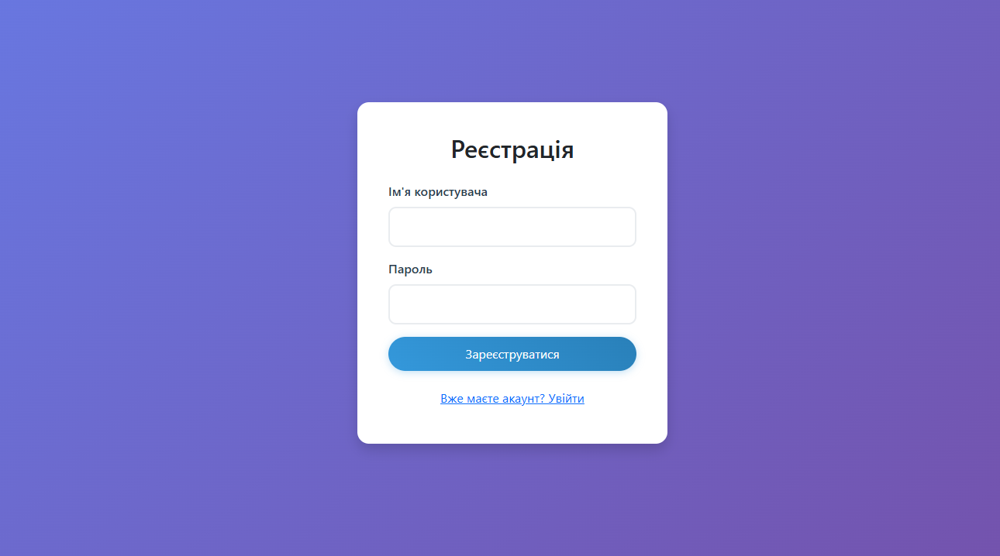 Реєстрація
Ім'я користувача
Пароль
Зареєструватися
Вже маєте акаунт? Увійти